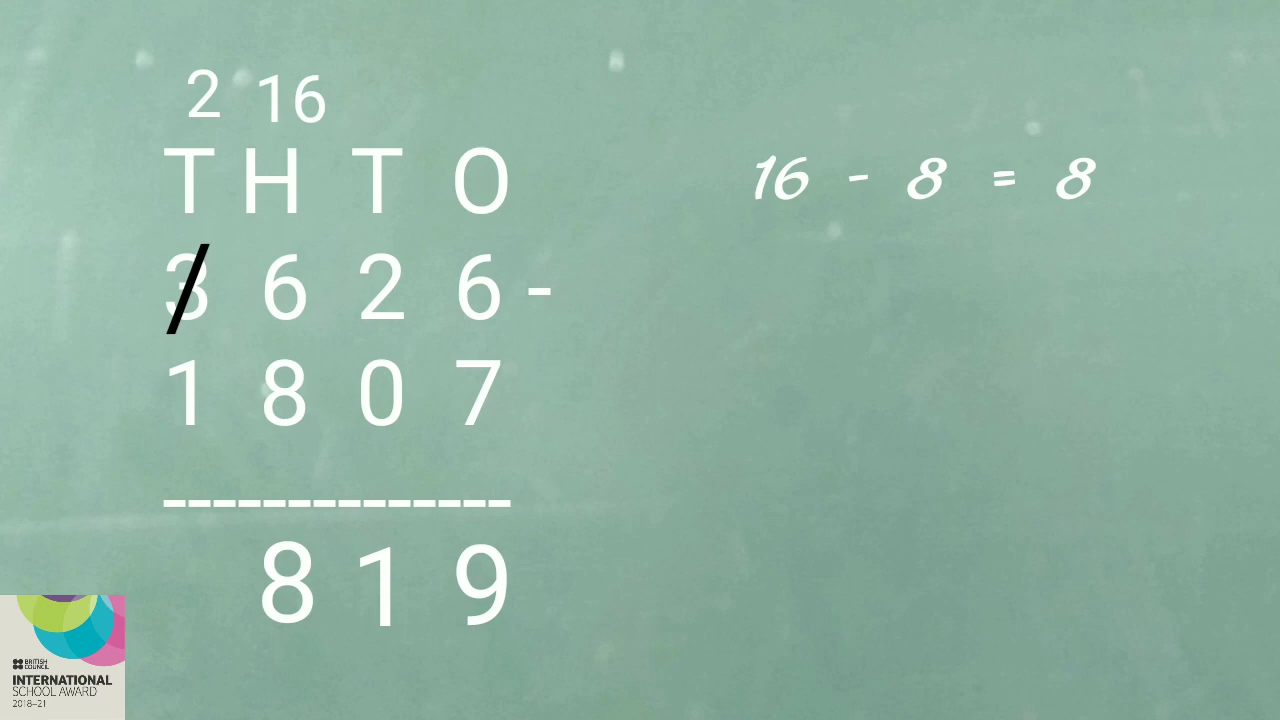 2 16
T H T O
3 6 2 6 -
1 8 0 7
--------------
8 1 9
16 - 8 = 8
BRITISH
COUNCIL
INTERNATIONAL
SCHOOL AWARD
2018–21